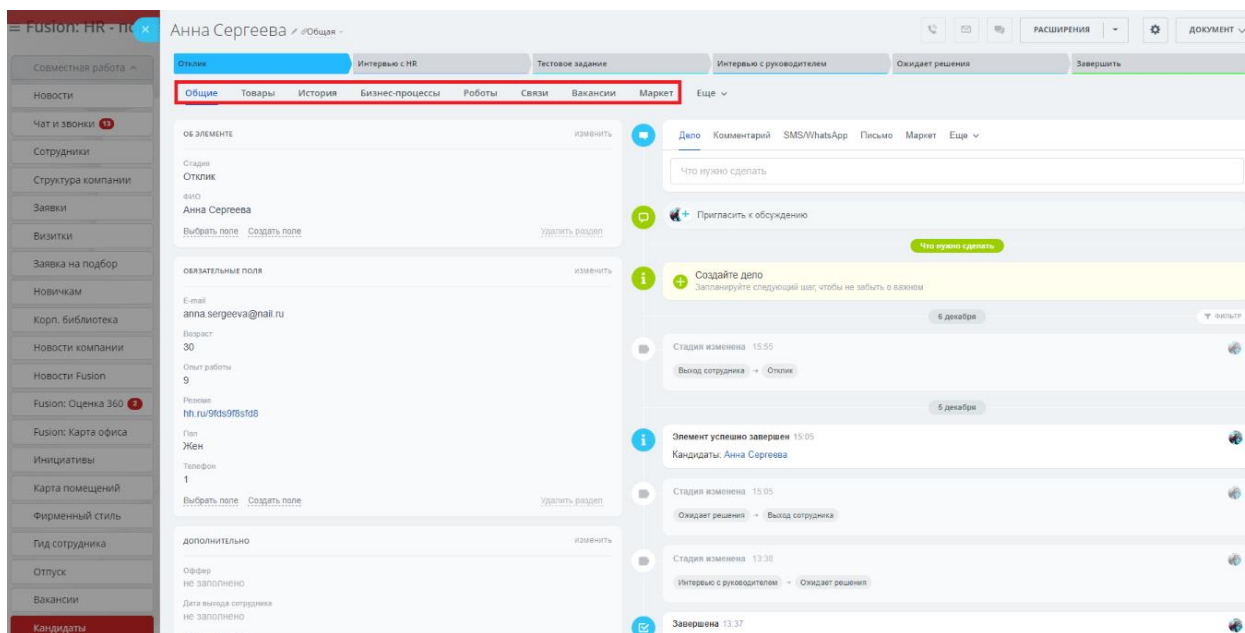 ≡ Fusion: HR - по
×
Анна Сергеева Общая
РАСШИРЕНИЯ
ДОКУМЕНТ
Отклик
Интервью с HR
Тестовое задание
Интервью с руководителем
Ожидает решения
Завершить
Общие Товары История Бизнес-процессы Роботы Связи Вакансии Маркет Еще
Совместная работа
Новости
Чат и звонки 13
Сотрудники
Структура компании
Заявки
Визитки
Заявка на подбор
Новичкам
Корп. библиотека
Новости компании
Новости Fusion
Fusion: Оценка 360 2
Fusion: Карта офиса
Инициативы
Карта помещений
Фирменный стиль
Гид сотрудника
Отпуск
Вакансии
Кандидаты
ОБ ЭЛЕМЕНТЕ изменить
Стадия
Отклик
ФИО
Анна Сергеева
Выбрать поле Создать поле Удалить раздел
ОБЯЗАТЕЛЬНЫЕ ПОЛЯ изменить
E-mail
anna.sergeeva@nail.ru
Возраст
30
Опыт работы
9
Резюме
hh.ru/9fds9f8sfd8
Пол
Жен
Телефон
1
Выбрать поле Создать поле Удалить раздел
ДОПОЛНИТЕЛЬНО изменить
Оффер
не заполнено
Дата выхода сотрудника
не заполнено
Дело Комментарий SMS/WhatsApp Письмо Маркет Еще
Что нужно сделать
Пригласить к обсуждению
Что нужно сделать
Создайте дело
Запланируйте следующий шаг, чтобы не забыть о важном
6 декабря
ФИЛЬТР
Стадия изменена 15:55
Выход сотрудника → Отклик
5 декабря
Элемент успешно завершен 15:05
Кандидаты: Анна Сергеева
Стадия изменена 15:05
Ожидает решения → Выход сотрудника
Стадия изменена 13:38
Интервью с руководителем → Ожидает решения
Завершена 13:37